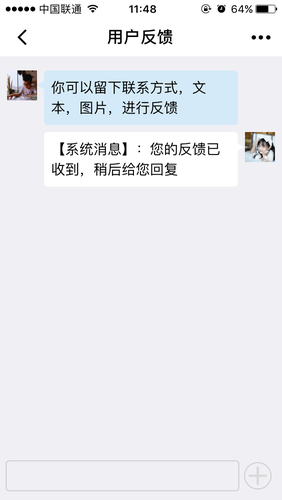 中国联通 11:48 64%
用户反馈
你可以留下联系方式，文
本，图片，进行反馈
【系统消息】：您的反馈已
收到，稍后给您回复